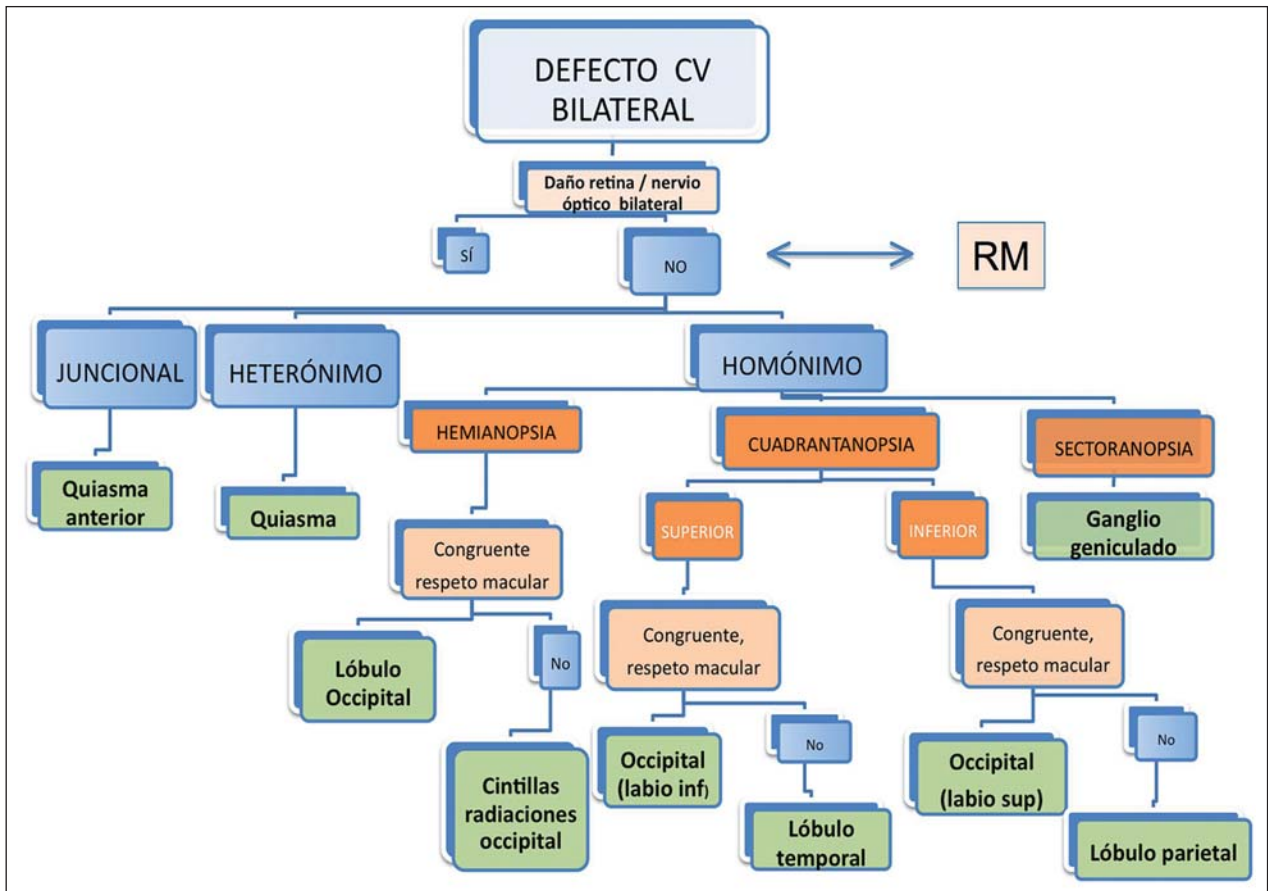 DEFECTO CV
BILATERAL
Daño retina / nervio
óptico bilateral
SÍ
NO
RM
JUNCIONAL
HETERÓNIMO
HOMÓNIMO
HEMIANOPSIA
CUADRANTANOPSIA
SECTORANOPSIA
Quiasma
anterior
Quiasma
SUPERIOR
INFERIOR
Ganglio
geniculado
Congruente
respeto macular
Congruente,
respeto macular
Congruente,
respeto macular
Lóbulo
Occipital
No
Cintillas
radiaciones
occipital
Occipital
(labio inf)
No
Lóbulo
temporal
Occipital
(labio sup)
No
Lóbulo parietal